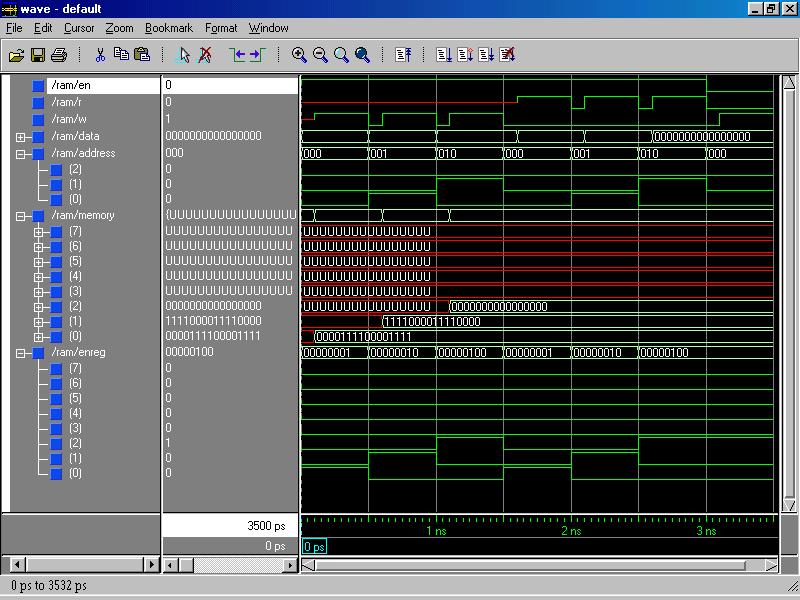 wave - default
File Edit Cursor Zoom Bookmark Format Window
/ram/en 0
/ram/r 0
/ram/w 1
/ram/data 0000000000000000 0000000000000000
/ram/address 000 000 001 010 000 001 010 000
(2) 0
(1) 0
(0) 0
/ram/memory {UUUUUUUUUUUUUUUU
(7) UUUUUUUUUUUUUUUU UUUUUUUUUUUUUUUU
(6) UUUUUUUUUUUUUUUU UUUUUUUUUUUUUUUU
(5) UUUUUUUUUUUUUUUU UUUUUUUUUUUUUUUU
(4) UUUUUUUUUUUUUUUU UUUUUUUUUUUUUUUU
(3) UUUUUUUUUUUUUUUU UUUUUUUUUUUUUUUU
(2) 0000000000000000 UUUUUUUUUUUUUUUU 0000000000000000
(1) 1111000011110000 1111000011110000
(0) 0000111100001111 0000111100001111
/ram/enreg 00000100 00000001 00000010 00000100 00000001 00000010 00000100
(7) 0
(6) 0
(5) 0
(4) 0
(3) 0
(2) 1
(1) 0
(0) 0
3500 ps 1 ns 2 ns 3 ns
0 ps 0 ps
0 ps to 3532 ps